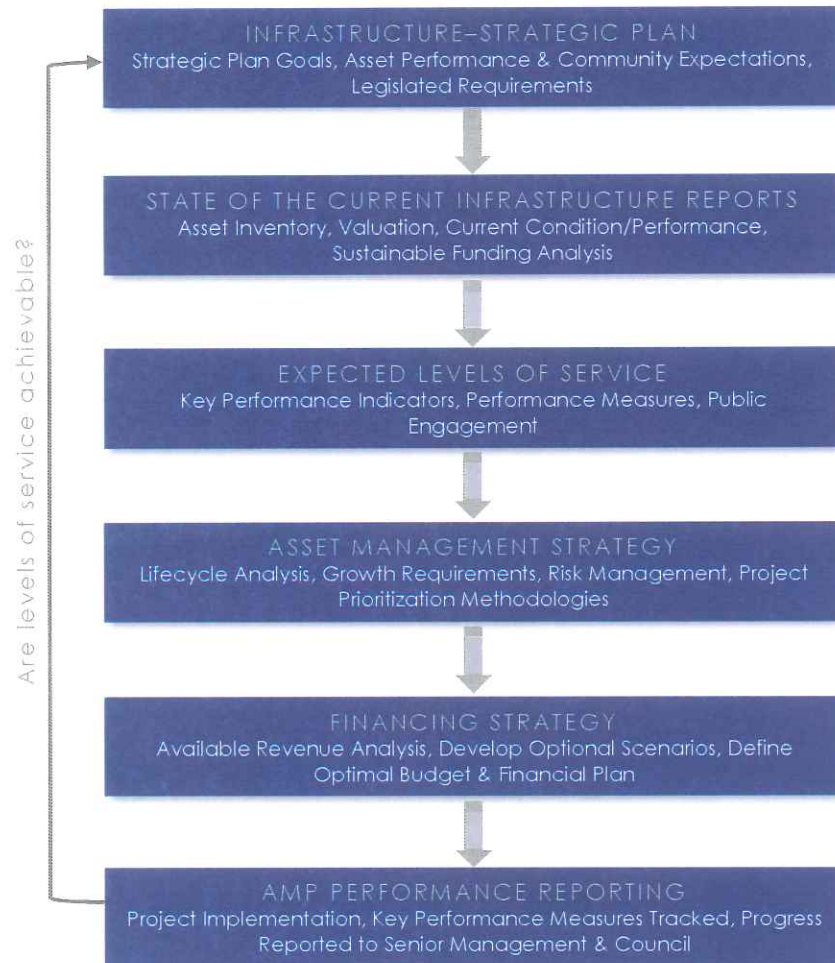 INFRASTRUCTURE–STRATEGIC PLAN
Strategic Plan Goals, Asset Performance & Community Expectations,
Legislated Requirements
STATE OF THE CURRENT INFRASTRUCTURE REPORTS
Asset Inventory, Valuation, Current Condition/Performance,
Sustainable Funding Analysis
EXPECTED LEVELS OF SERVICE
Key Performance Indicators, Performance Measures, Public
Engagement
ASSET MANAGEMENT STRATEGY
Lifecycle Analysis, Growth Requirements, Risk Management, Project
Prioritization Methodologies
FINANCING STRATEGY
Available Revenue Analysis, Develop Optional Scenarios, Define
Optimal Budget & Financial Plan
AMP PERFORMANCE REPORTING
Project Implementation, Key Performance Measures Tracked, Progress
Reported to Senior Management & Council
Are levels of service achievable?